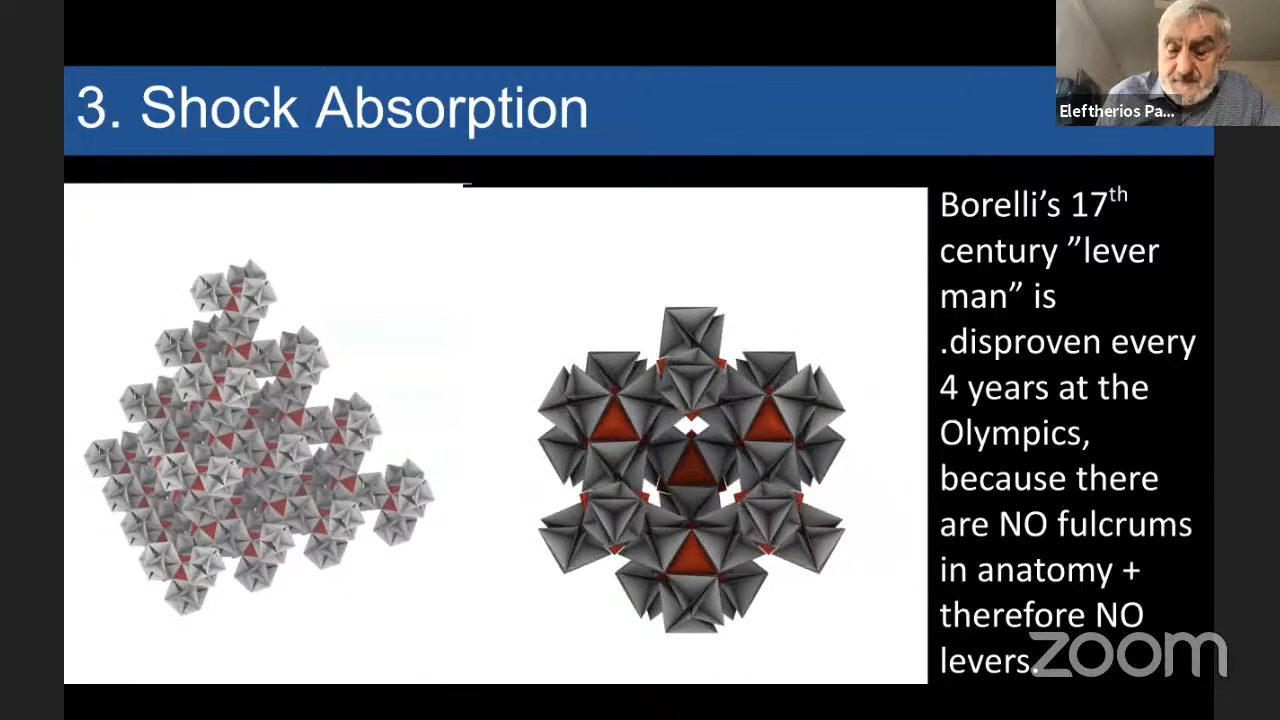 3. Shock Absorption
Eleftherios Pa...
Borelli’s 17th
century ”lever
man” is
.disproven every
4 years at the
Olympics,
because there
are NO fulcrums
in anatomy +
therefore NO
levers.
zoom